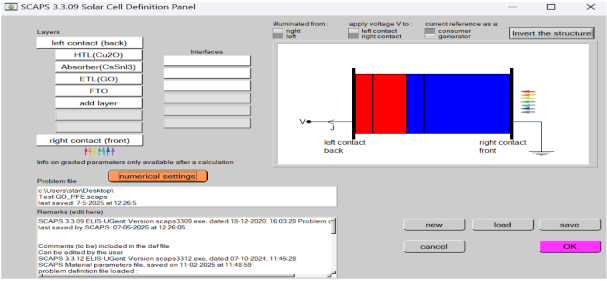 SCAPS 3.3.09 Solar Cell Definition Panel
Layers
left contact (back)
HTL(Cu2O)
Absorber(CsSnI3)
ETL(GO)
FTO
add layer
right contact (front)
Interfaces
illuminated from :
right
left
apply voltage V to :
left contact
right contact
current reference as a:
consumer
generator
Invert the structure
V
J
left contact
back
right contact
front
Info on graded parameters only available after a calculation
numerical settings
Problem file
c:\Users\star\Desktop\
Test-GO_PFE.scaps
last saved: 7-5-2025 at 12:26:5
Remarks (edit here)
SCAPS 3.3.09 ELIS-UGent: Version scaps3309.exe, dated 18-12-2020, 16:03:28 Problem c
last saved by SCAPS: 07-05-2025 at 12:26:05
Comments (to be) included in the def file
Can be edited by the user
SCAPS 3.3.12 ELIS-UGent: Version scaps3312.exe, dated 07-10-2024, 11:45:28
SCAPS Material parameters file, saved on 11-02-2025 at 11:48:59
problem definition file loaded :
new
load
save
cancel
OK